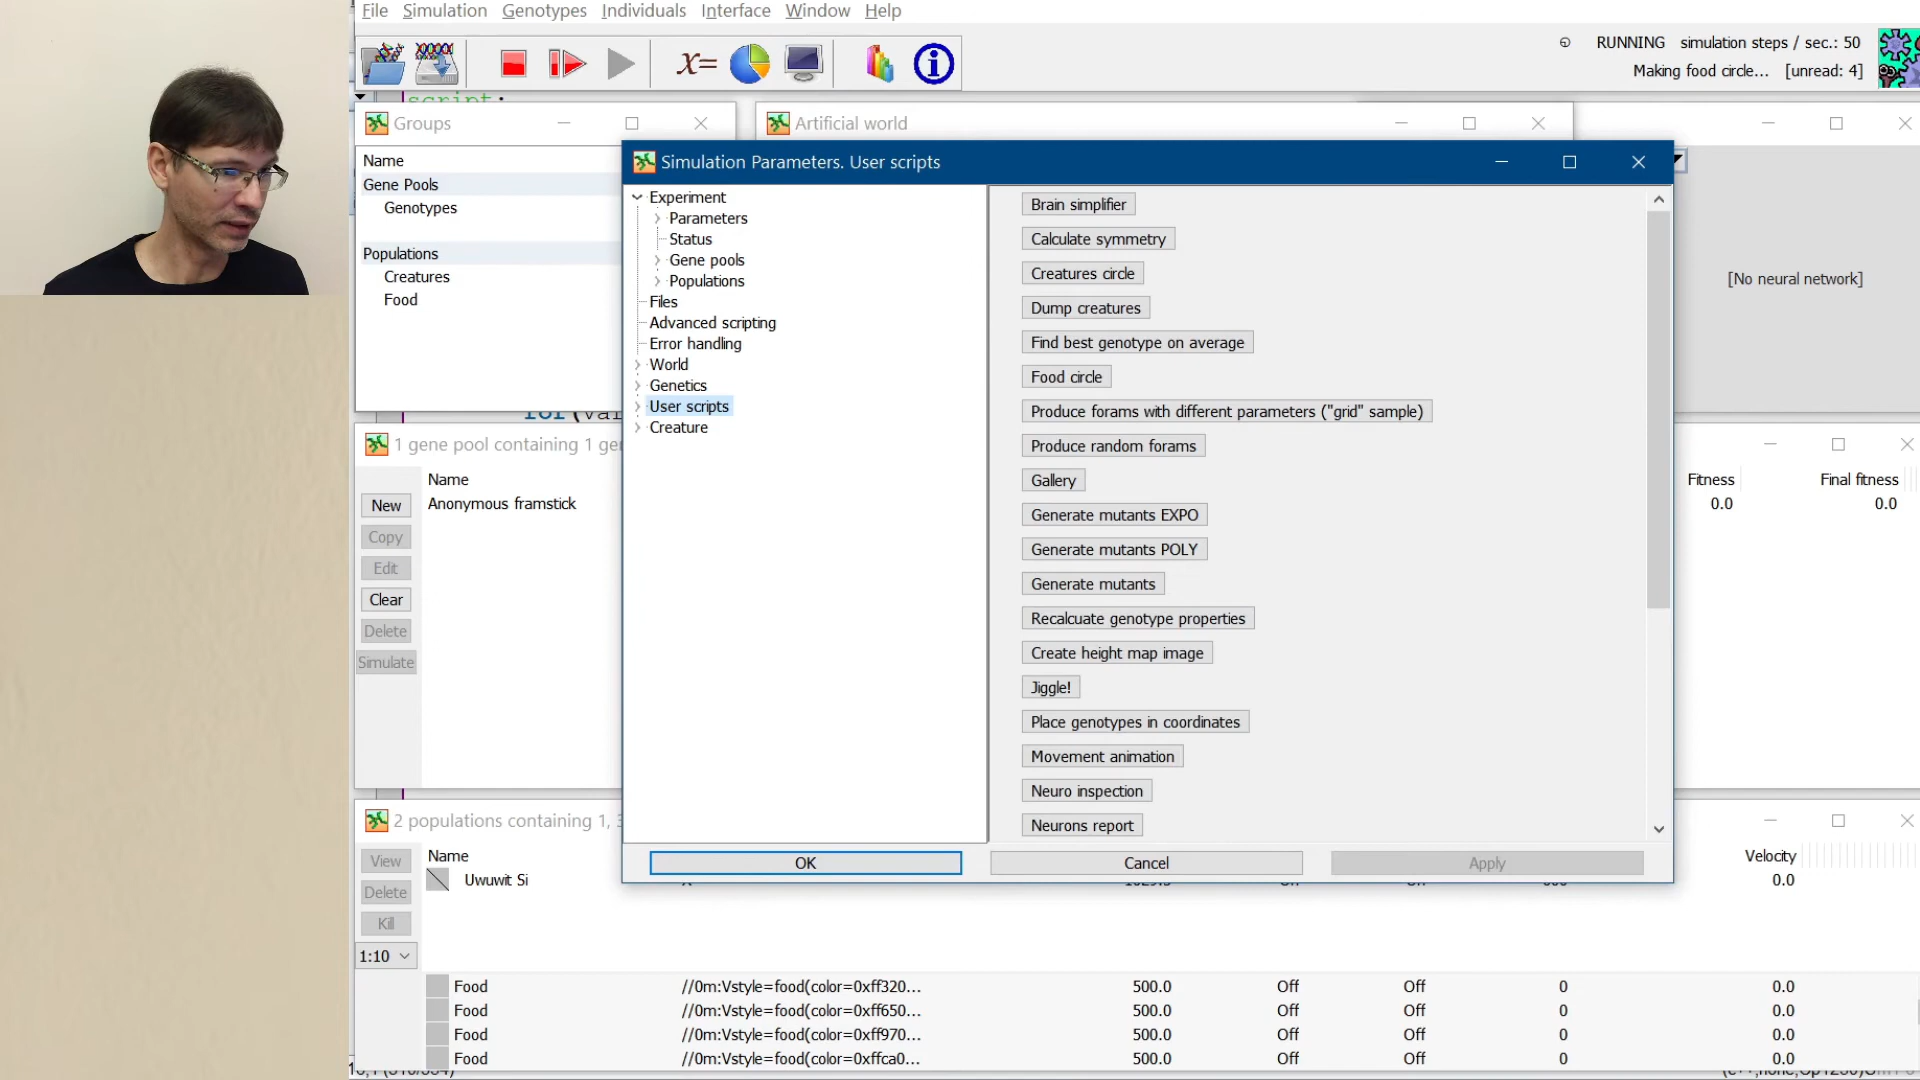 File Simulation Genotypes Individuals Interface Window Help
RUNNING simulation steps / sec.: 50
Making food circle... [unread: 4]
x=
script:
Groups
Artificial world
Name
Gene Pools
Genotypes
Populations
Creatures
Food
Simulation Parameters. User scripts
Experiment
Parameters
Status
Gene pools
Populations
Files
Advanced scripting
Error handling
World
Genetics
User scripts
Creature
Brain simplifier
Calculate symmetry
Creatures circle
Dump creatures
Find best genotype on average
Food circle
Produce forams with different parameters ("grid" sample)
Produce random forams
Gallery
Generate mutants EXPO
Generate mutants POLY
Generate mutants
Recalcuate genotype properties
Create height map image
Jiggle!
Place genotypes in coordinates
Movement animation
Neuro inspection
Neurons report
OK Cancel Apply
[No neural network]
1 gene pool containing 1
Name Fitness Final fitness
New Anonymous framstick 0.0 0.0
Copy
Edit
Clear
Delete
Simulate
2 populations containing 1,
View Name Velocity
Uwuwit Si 0.0
Delete
Kill
1:10
Food //0m:Vstyle=food(color=0xff320... 500.0 Off Off 0 0.0
Food //0m:Vstyle=food(color=0xff650... 500.0 Off Off 0 0.0
Food //0m:Vstyle=food(color=0xff970... 500.0 Off Off 0 0.0
Food //0m:Vstyle=food(color=0xffca0... 500.0 Off Off 0 0.0